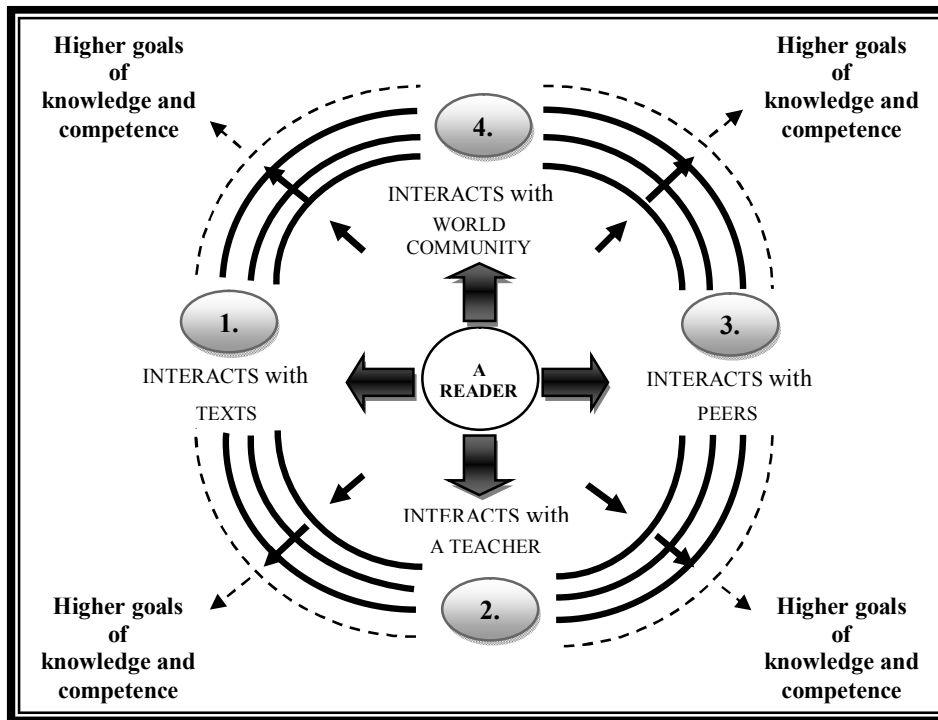 Higher goals
of
knowledge and
competence
Higher goals
of
knowledge and
competence
4.
INTERACTS with
WORLD
COMMUNITY
1.
INTERACTS with
TEXTS
A
READER
3.
INTERACTS with
PEERS
INTERACTS with
A TEACHER
2.
Higher goals
of
knowledge and
competence
Higher goals
of
knowledge and
competence